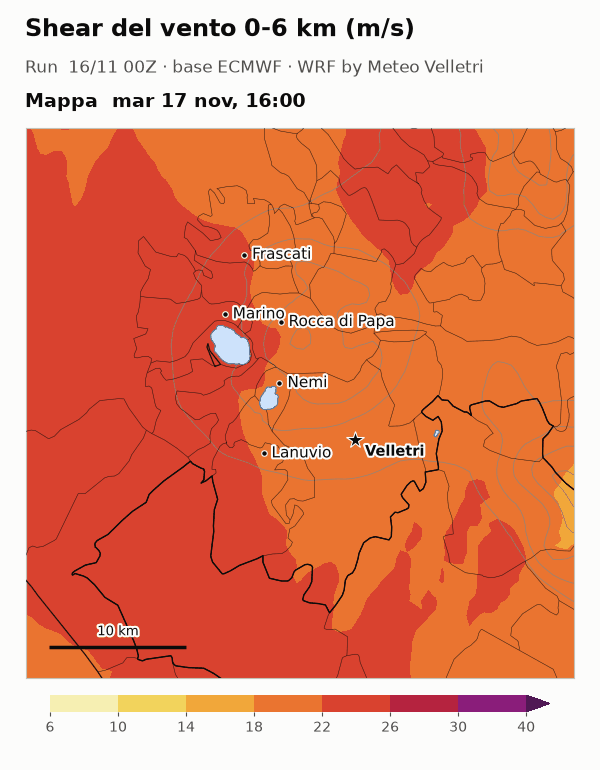 Shear del vento 0-6 km (m/s)
Run  16/11 00Z · base ECMWF · WRF by Meteo Velletri
Mappa  mar 17 nov, 16:00
Frascati
Marino
Rocca di Papa
Nemi
Velletri
Lanuvio
10 km
6 10 14 18 22 26 30 40